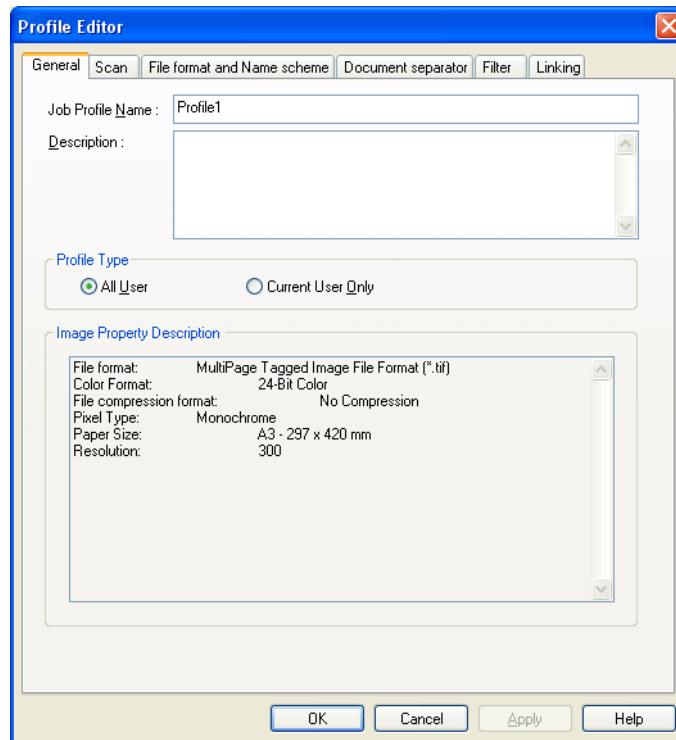 Profile Editor
General Scan File format and Name scheme Document separator Filter Linking
Job Profile Name : Profile1
Description :
Profile Type
All User Current User Only
Image Property Description
File format: MultiPage Tagged Image File Format (*.tif)
Color Format: 24-Bit Color
File compression format: No Compression
Pixel Type: Monochrome
Paper Size: A3 - 297 x 420 mm
Resolution: 300
OK Cancel Apply Help